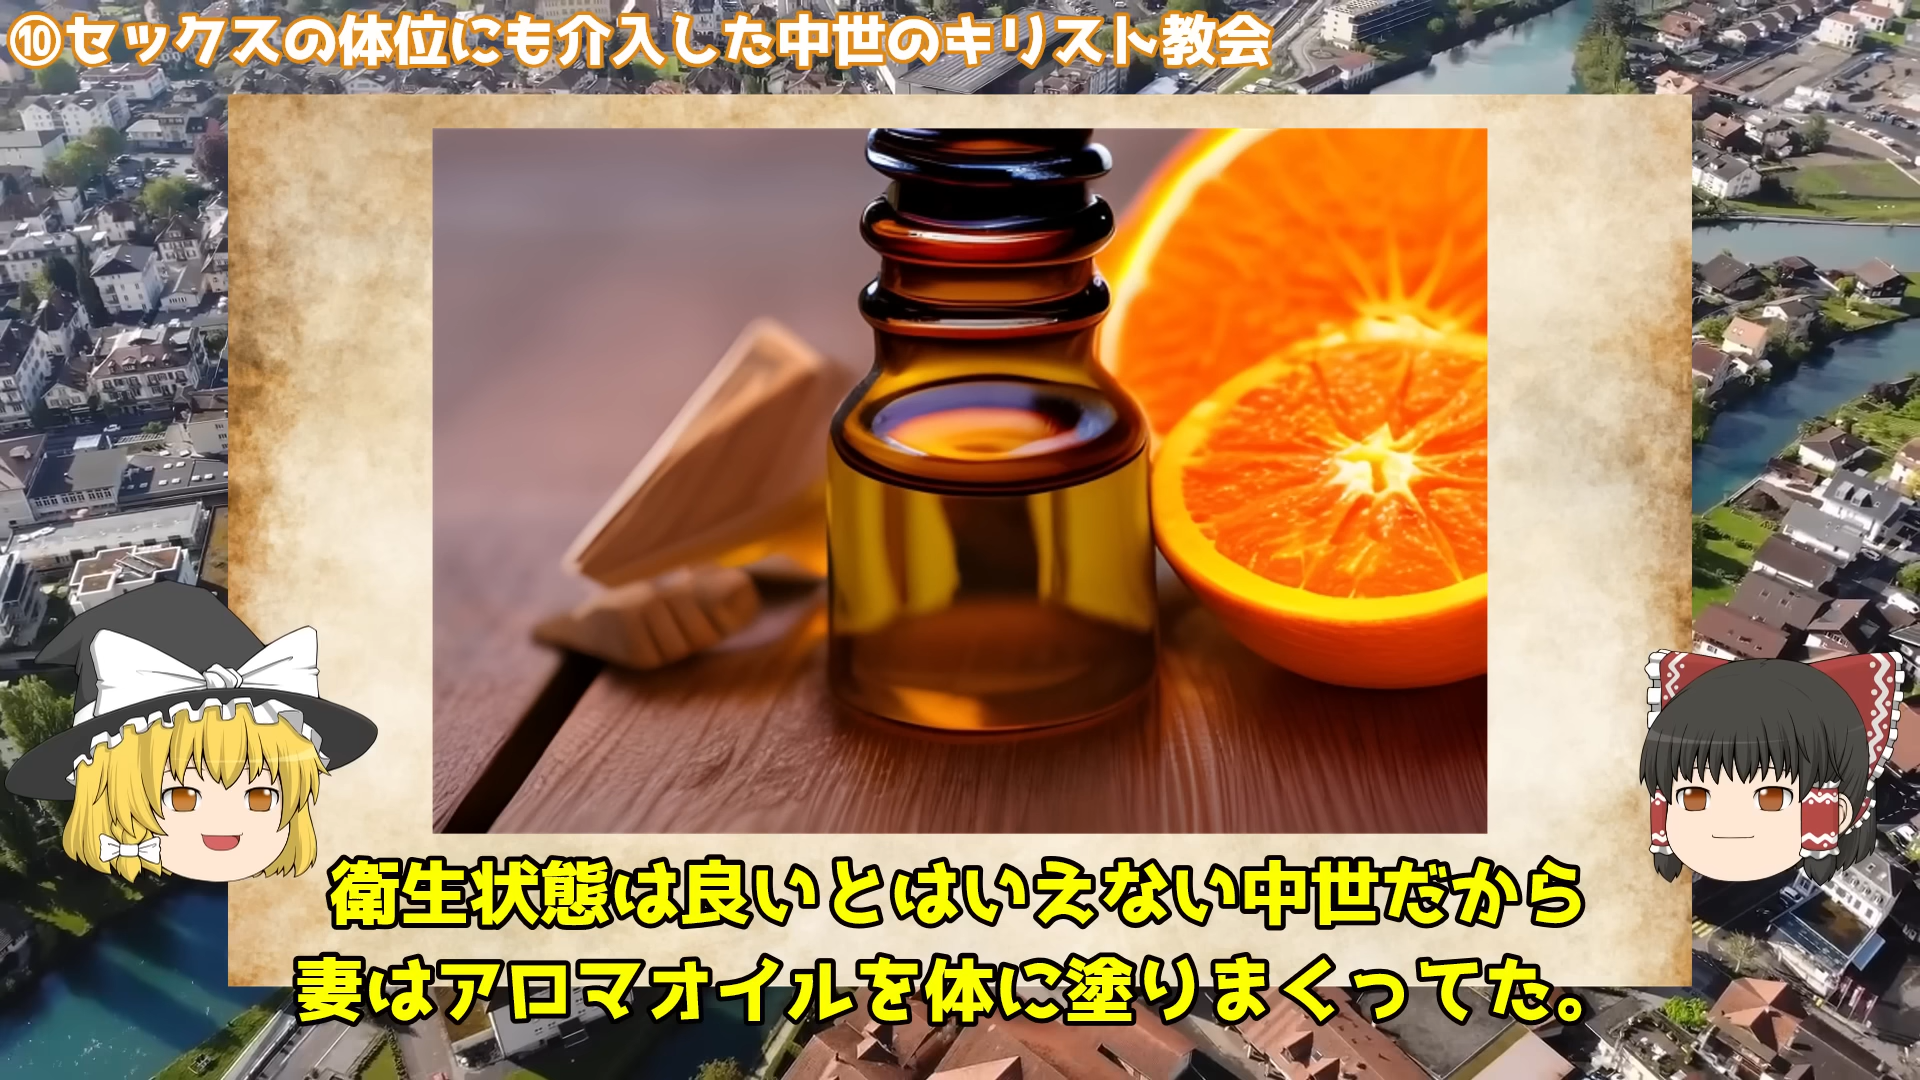 ⑩セックスの体位にも介入した中世のキリスト教会
衛生状態は良いとはいえない中世だから
妻はアロマオイルを体に塗りまくってた。